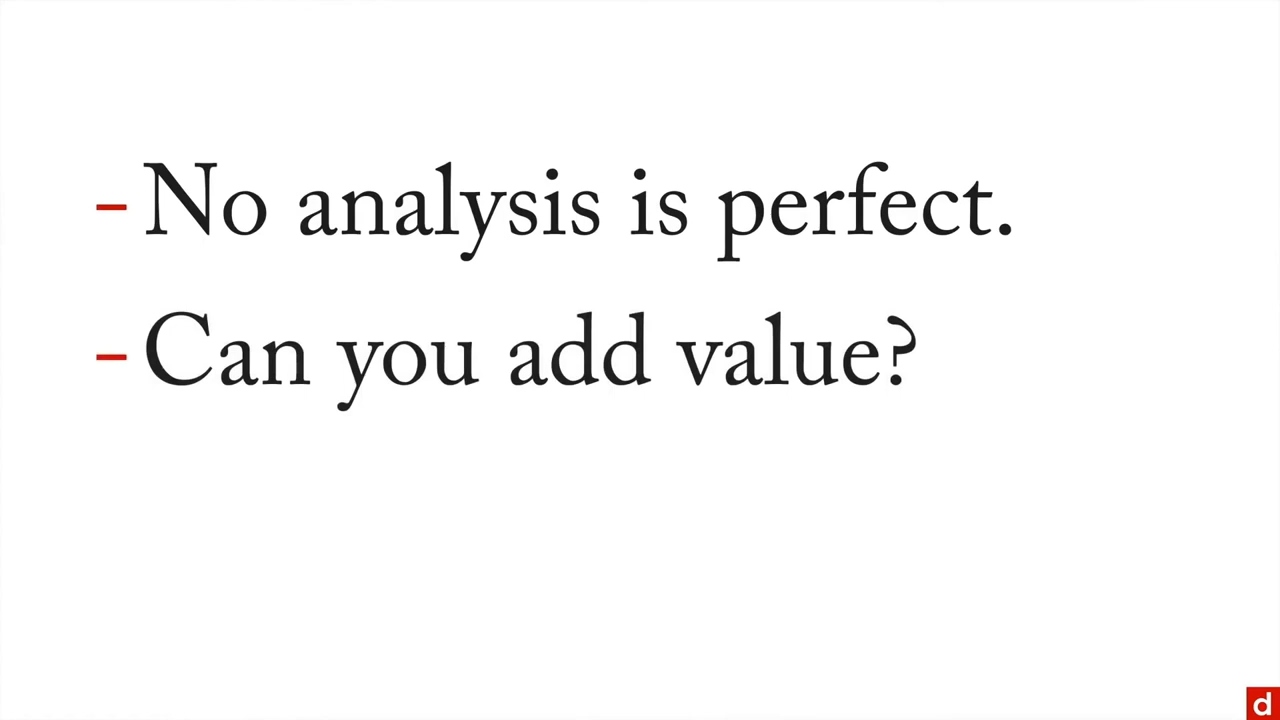 - No analysis is perfect.
- Can you add value?
d